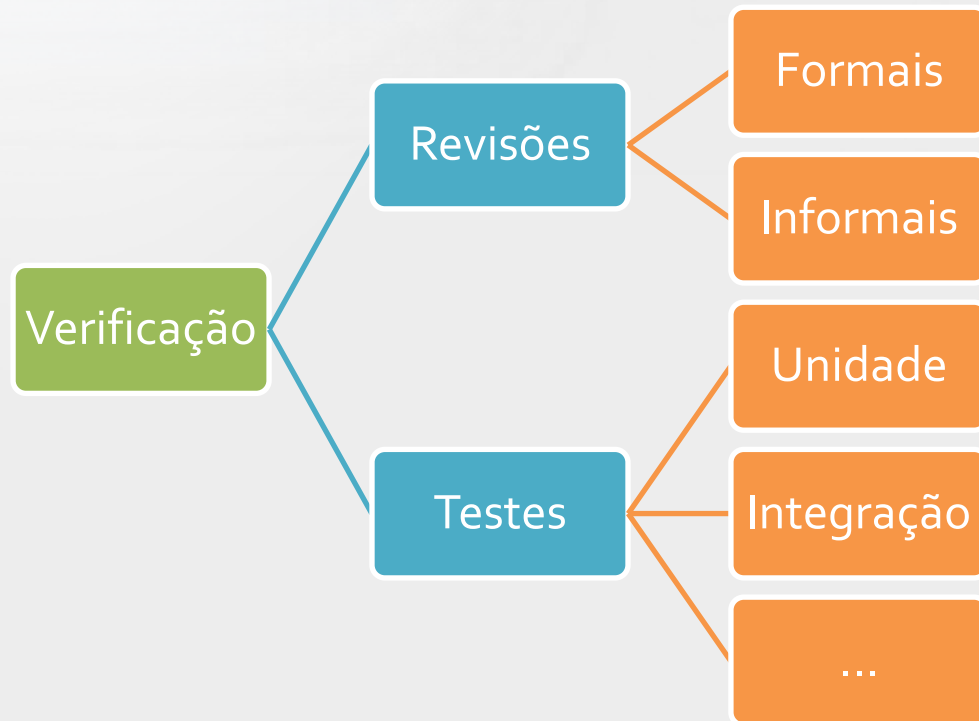 Verificação
Revisões
Formais
Informais
Testes
Unidade
Integração
...